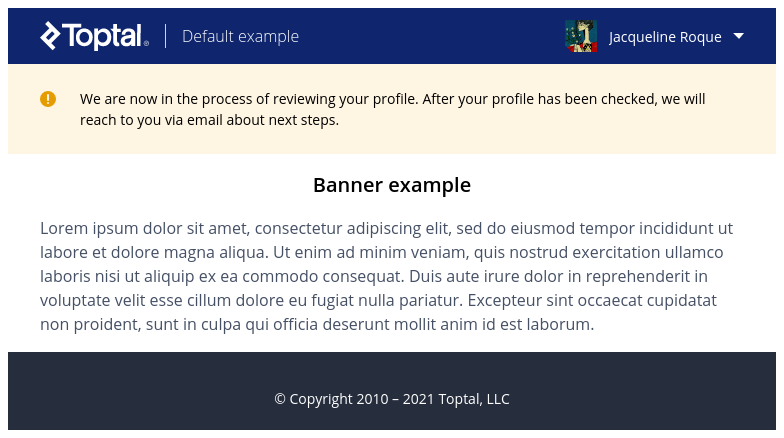 Toptal® Default example Jacqueline Roque
We are now in the process of reviewing your profile. After your profile has been checked, we will
reach to you via email about next steps.
Banner example
Lorem ipsum dolor sit amet, consectetur adipiscing elit, sed do eiusmod tempor incididunt ut
labore et dolore magna aliqua. Ut enim ad minim veniam, quis nostrud exercitation ullamco
laboris nisi ut aliquip ex ea commodo consequat. Duis aute irure dolor in reprehenderit in
voluptate velit esse cillum dolore eu fugiat nulla pariatur. Excepteur sint occaecat cupidatat
non proident, sunt in culpa qui officia deserunt mollit anim id est laborum.
© Copyright 2010 – 2021 Toptal, LLC